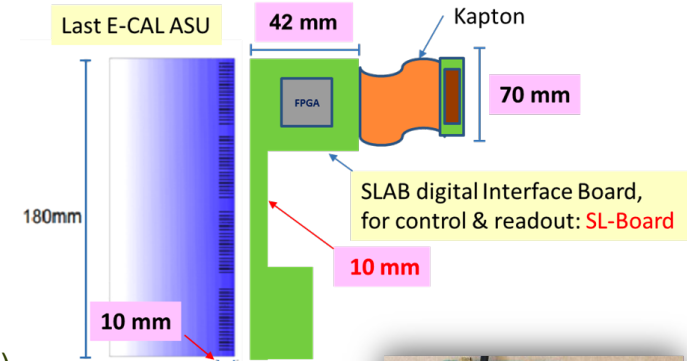 Last E-CAL ASU
42 mm
Kapton
FPGA
70 mm
SLAB digital Interface Board,
for control & readout: SL-Board
180mm
10 mm
10 mm
)